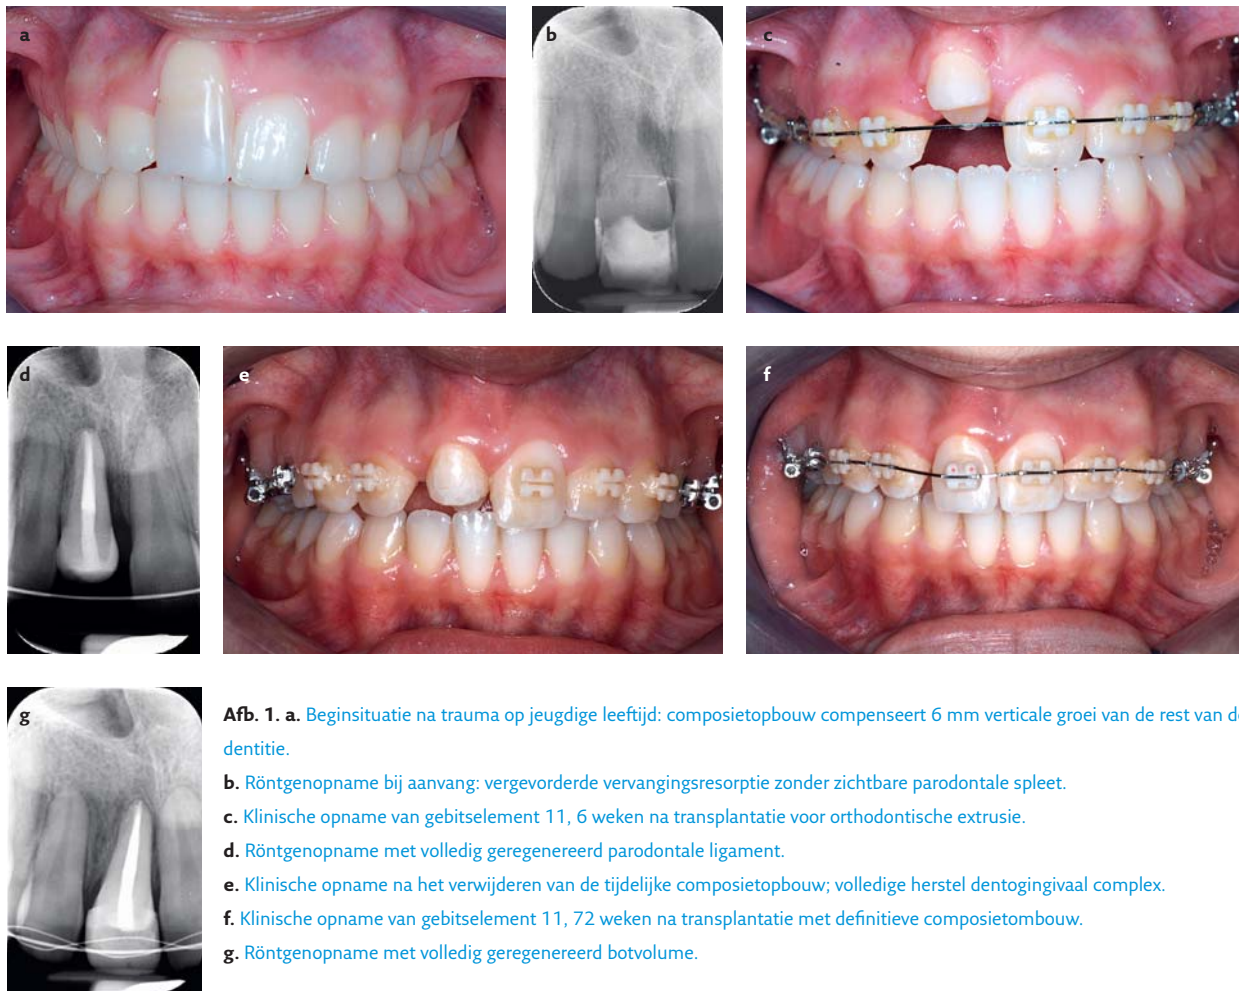 a
b
c
d
e
f
g
Afb. 1. a. Beginsituatie na trauma op jeugdige leeftijd: composietopbouw compenseert 6 mm verticale groei van de rest van
dentitie.
b. Röntgenopname bij aanvang: vergevorderde vervangingsresorptie zonder zichtbare parodontale spleet.
c. Klinische opname van gebitselement 11, 6 weken na transplantatie voor orthodontische extrusie.
d. Röntgenopname met volledig geregenereerd parodontale ligament.
e. Klinische opname na het verwijderen van de tijdelijke composietopbouw; volledige herstel dentogingivaal complex.
f. Klinische opname van gebitselement 11, 72 weken na transplantatie met definitieve composietombouw.
g. Röntgenopname met volledig geregenereerd botvolume.